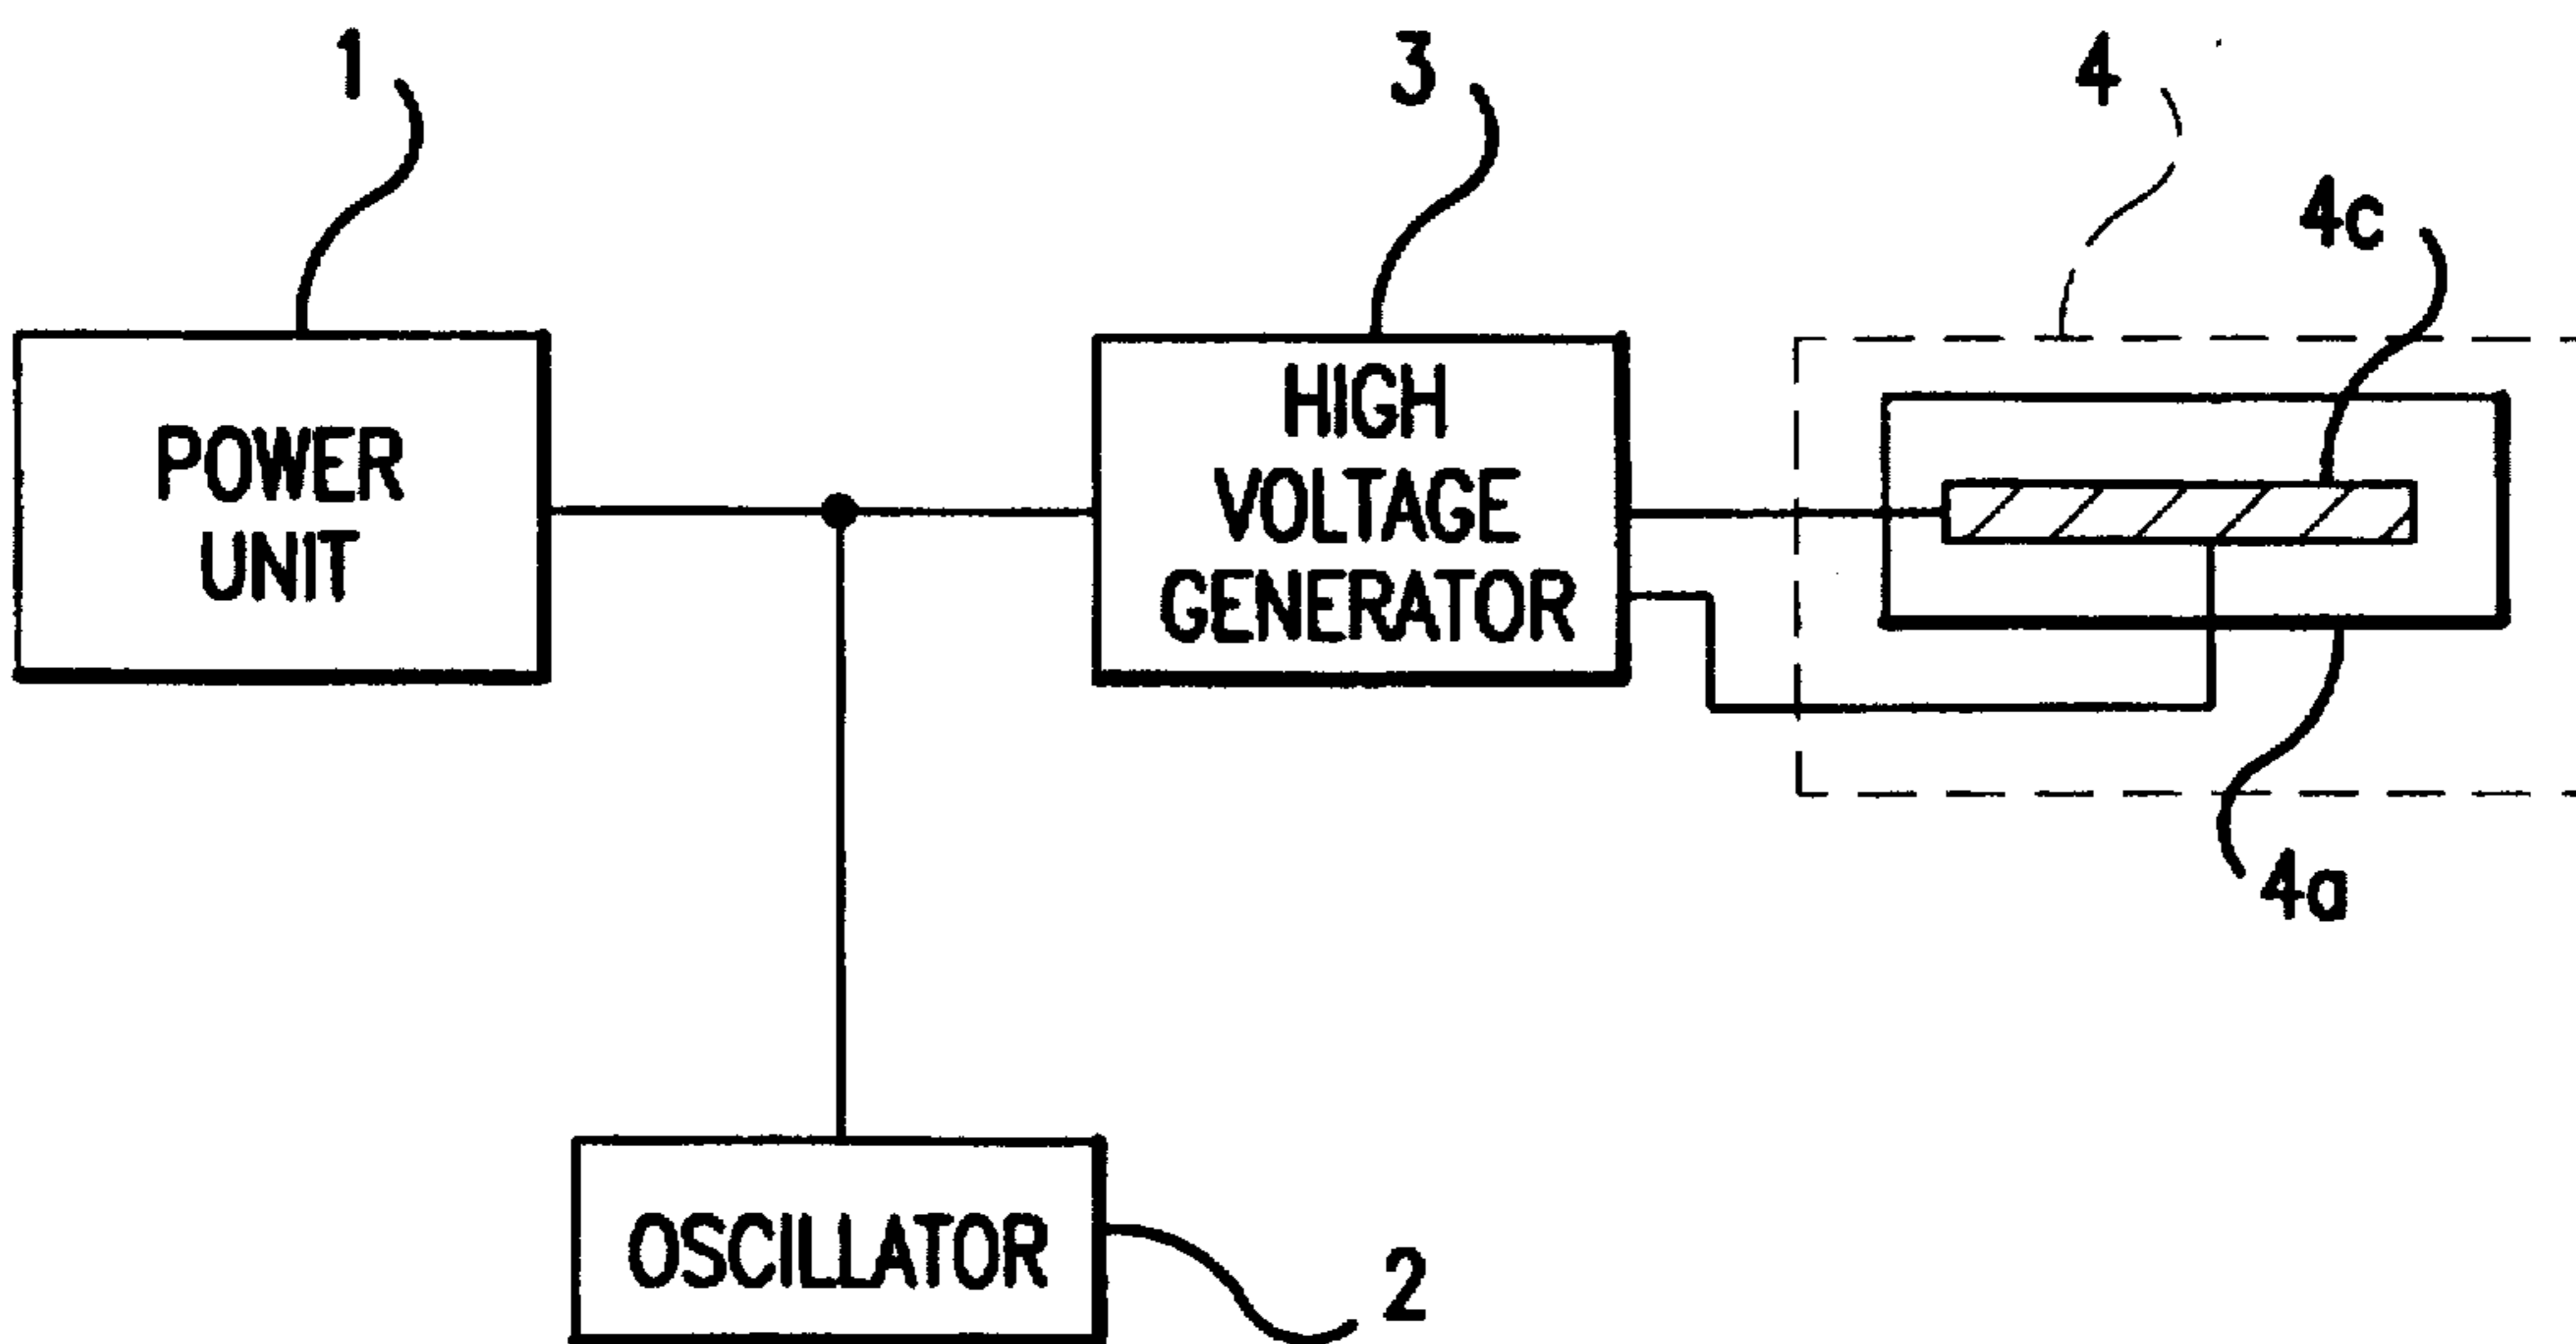 1
3
4
4c
POWER
UNIT
HIGH
VOLTAGE
GENERATOR
4a
OSCILLATOR
2